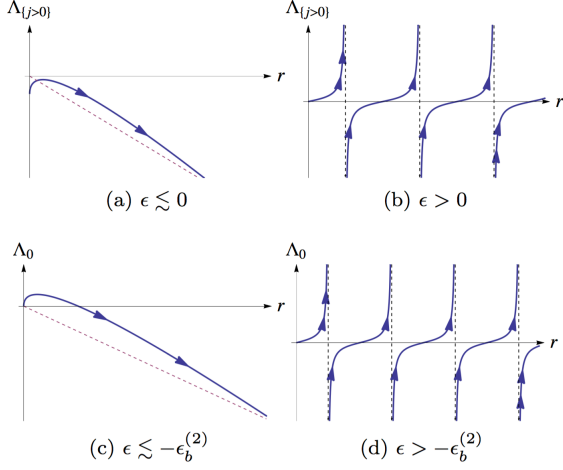 Λ{j>0} Λ{j>0}
r r
(a) ϵ ≲ 0 (b) ϵ > 0
Λ0 Λ0
r r
(c) ϵ ≲ −ϵb(2) (d) ϵ > −ϵb(2)